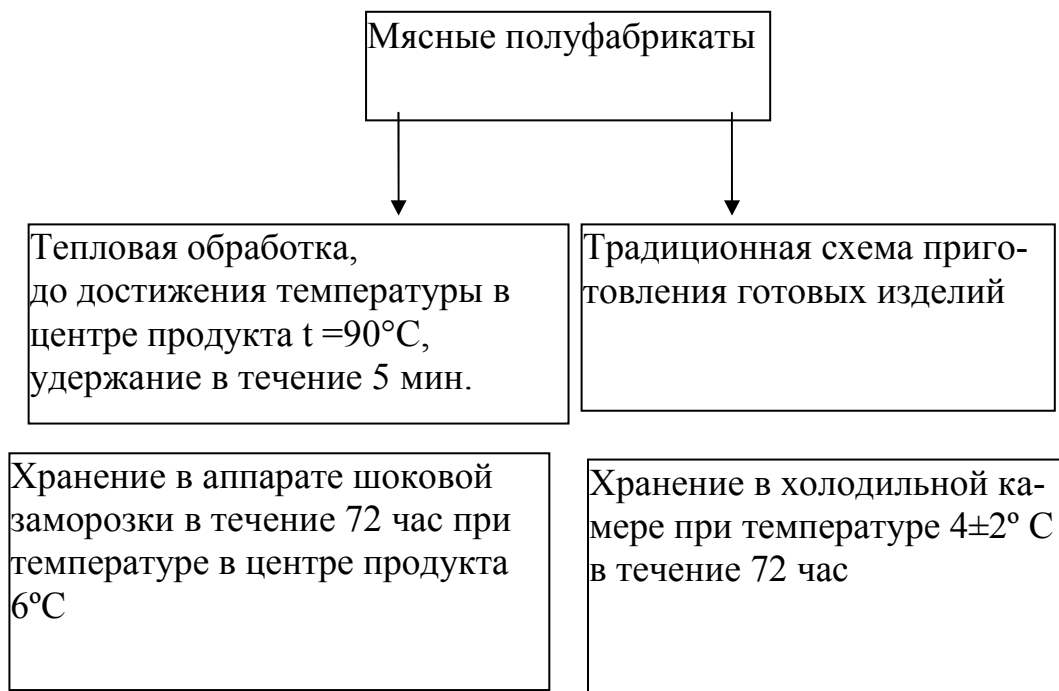 Мясные полуфабрикаты
Тепловая обработка,
до достижения температуры в
центре продукта t =90°C,
удержание в течение 5 мин.
Традиционная схема приго-
товления готовых изделий
Хранение в аппарате шоковой
заморозки в течение 72 час при
температуре в центре продукта
6ºС
Хранение в холодильной ка-
мере при температуре 4±2º С
в течение 72 час